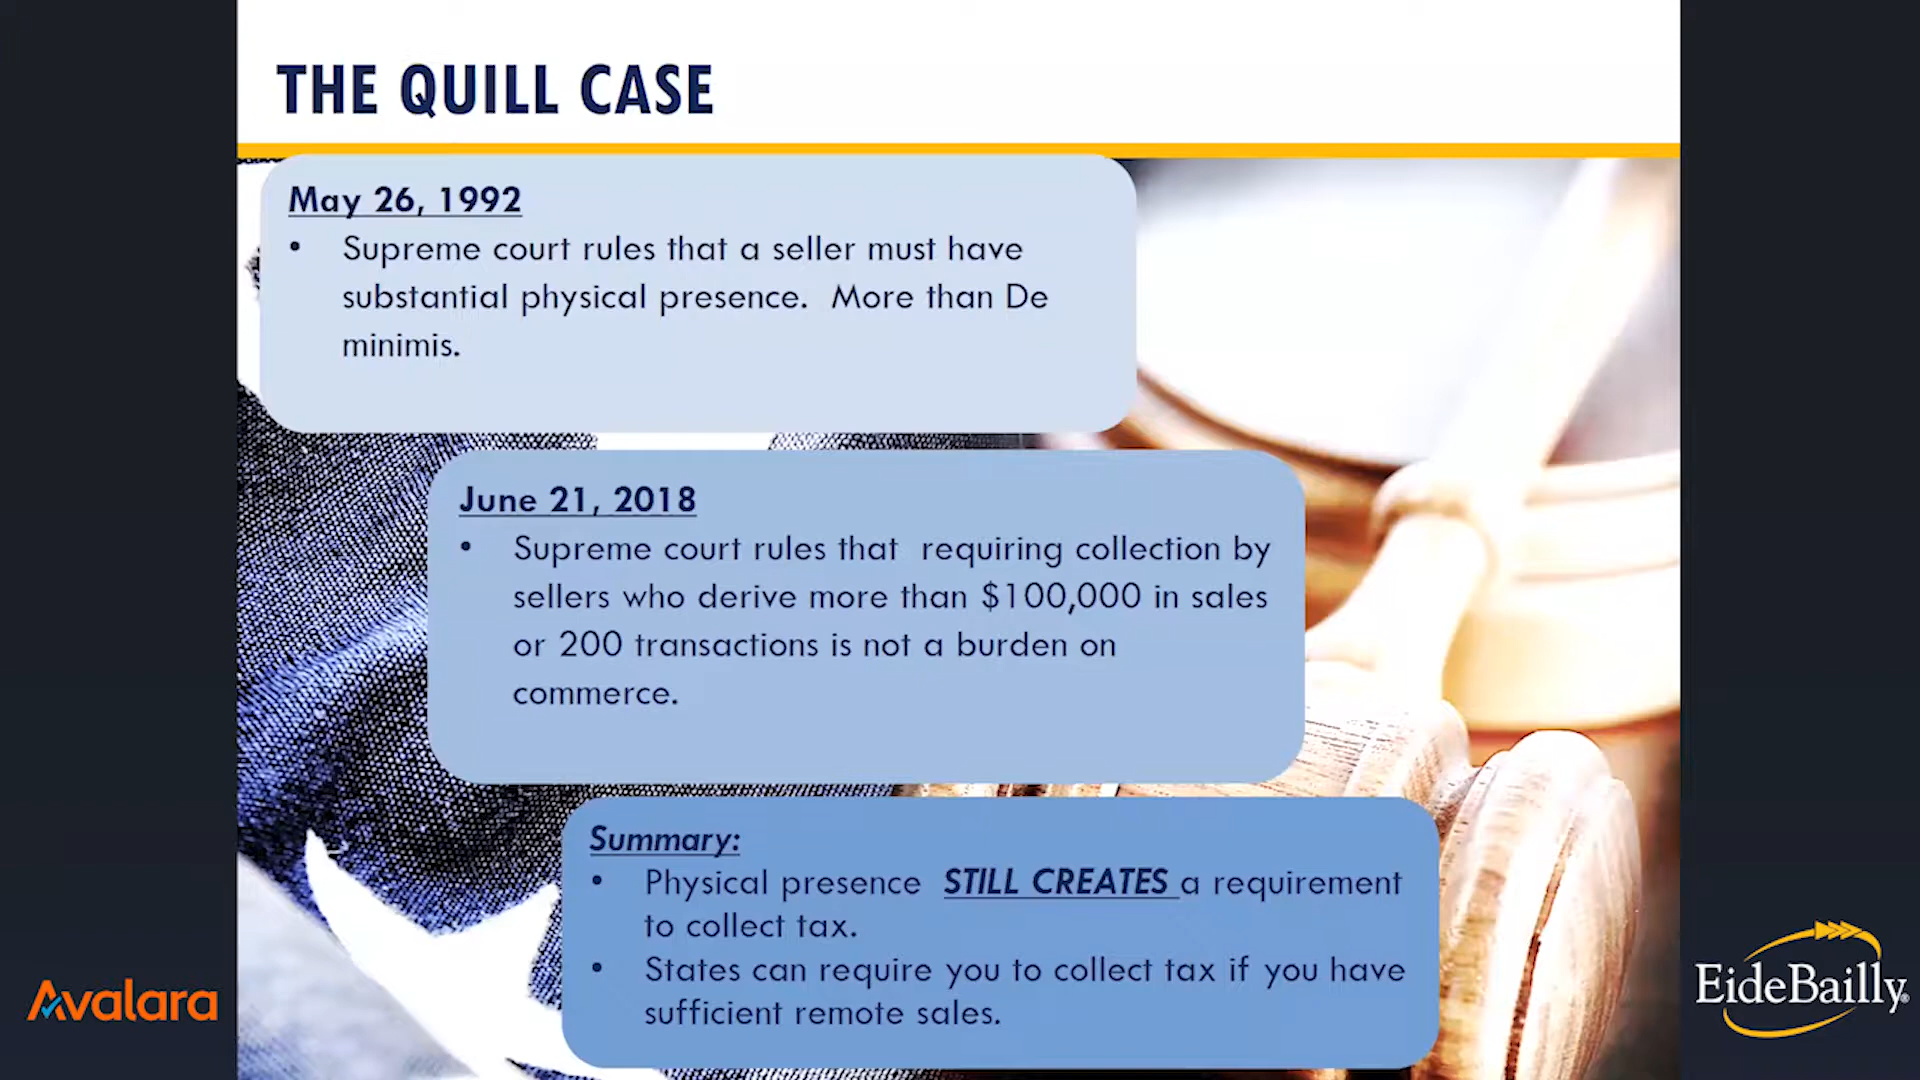 THE QUILL CASE
May 26, 1992
• Supreme court rules that a seller must have
substantial physical presence. More than De
minimis.
June 21, 2018
• Supreme court rules that requiring collection by
sellers who derive more than $100,000 in sales
or 200 transactions is not a burden on
commerce.
Summary:
• Physical presence STILL CREATES a requirement
to collect tax.
• States can require you to collect tax if you have
sufficient remote sales.
Avalara
EideBailly®